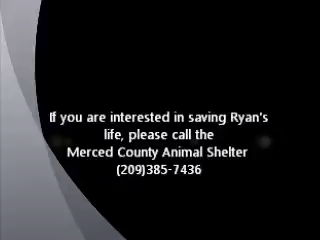 If you are interested in saving Ryan's
life, please call the
Merced County Animal Shelter
(209)385-7436